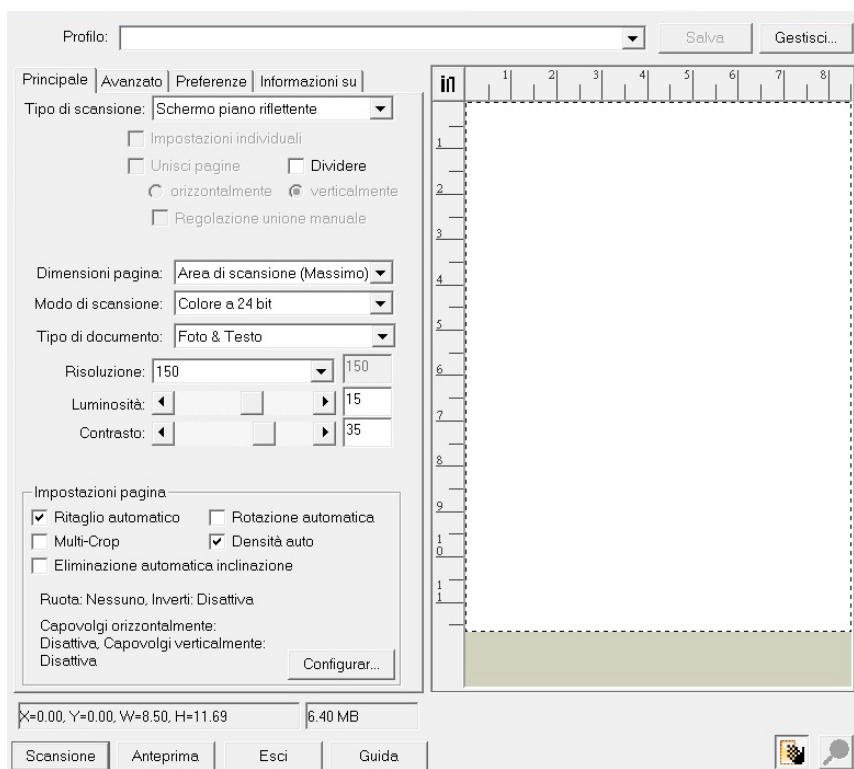 Profilo: Salva Gestisci...
Principale Avanzato Preferenze Informazioni su
Tipo di scansione: Schermo piano riflettente
Impostazioni individuali
Unisci pagine Dividere
orizzontalmente verticalmente
Regolazione unione manuale
Dimensioni pagina: Area di scansione (Massimo)
Modo di scansione: Colore a 24 bit
Tipo di documento: Foto & Testo
Risoluzione: 150 150
Luminosità: 15
Contrasto: 35
Impostazioni pagina
Ritaglio automatico Rotazione automatica
Multi-Crop Densità auto
Eliminazione automatica inclinazione
Ruota: Nessuno, Inverti: Disattiva
Capovolgi orizzontalmente:
Disattiva, Capovolgi verticalmente:
Disattiva
Configurar...
in 1 2 3 4 5 6 7 8
1
2
3
4
5
6
7
8
9
10
11
X=0.00, Y=0.00, W=8.50, H=11.69 6.40 MB
Scansione Anteprima Esci Guida